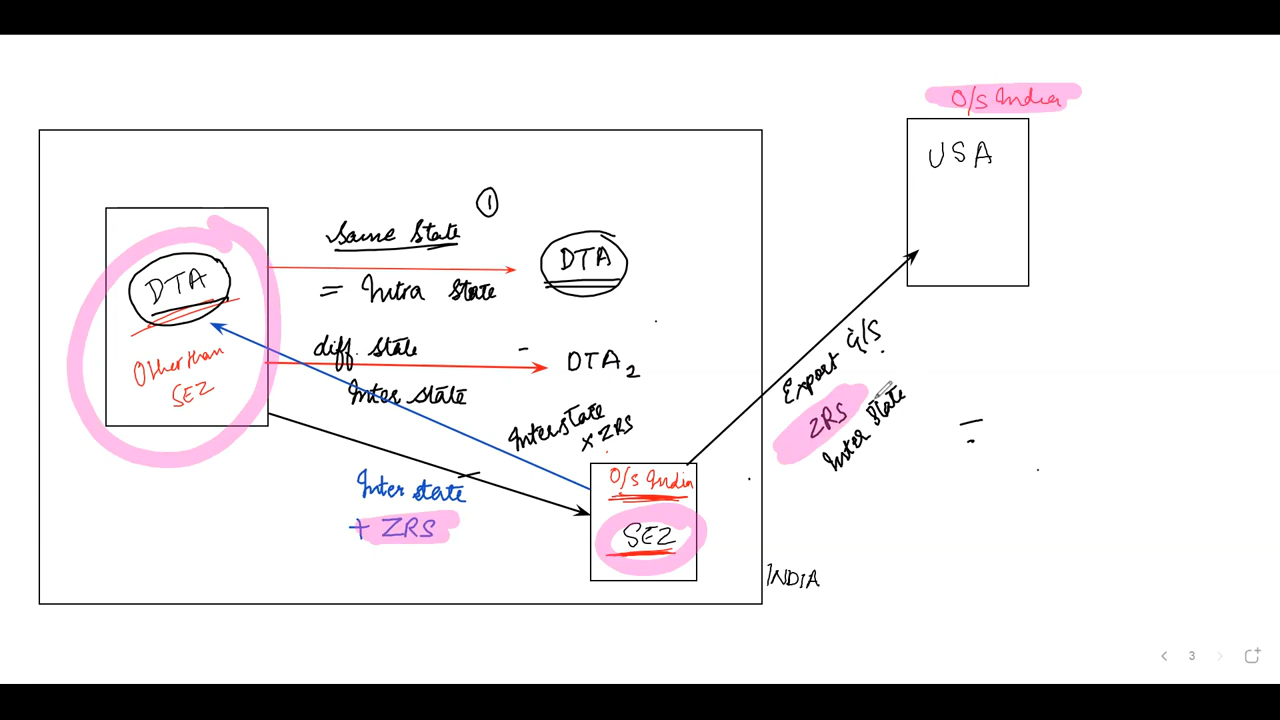 O/S India
USA
①
Same State
DTA
DTA
= Intra State
Other than
SEZ
diff. State
DTA₂
Inter State
Export G/S
ZRS
Inter State
Interstate
× ZRS
O/S India
SEZ
Inter state
+ ZRS
INDIA
3